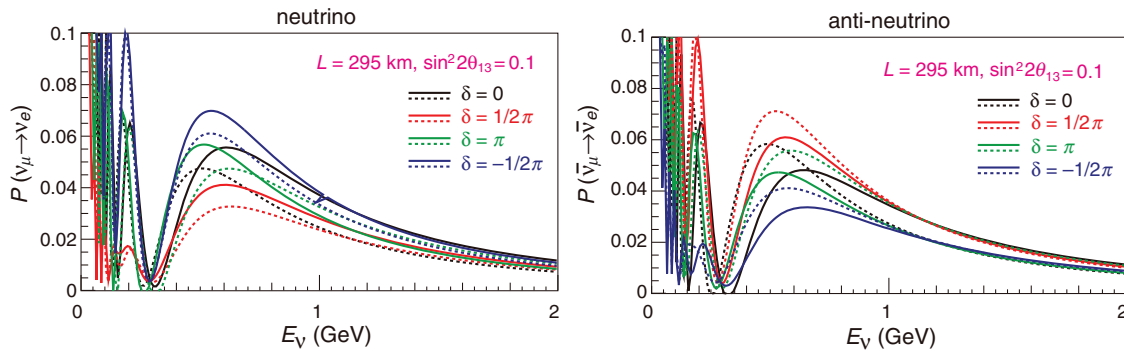 neutrino
0.1
0.08
0.06
0.04
0.02
0
0
1
2
P (νμ→νe)
Eν (GeV)
L = 295 km, sin²2θ₁₃=0.1
δ = 0
δ = 1/2π
δ = π
δ = −1/2π
anti-neutrino
0.1
0.08
0.06
0.04
0.02
0
0
1
2
P (ν̄μ→ν̄e)
Eν (GeV)
L = 295 km, sin²2θ₁₃=0.1
δ = 0
δ = 1/2π
δ = π
δ = −1/2π